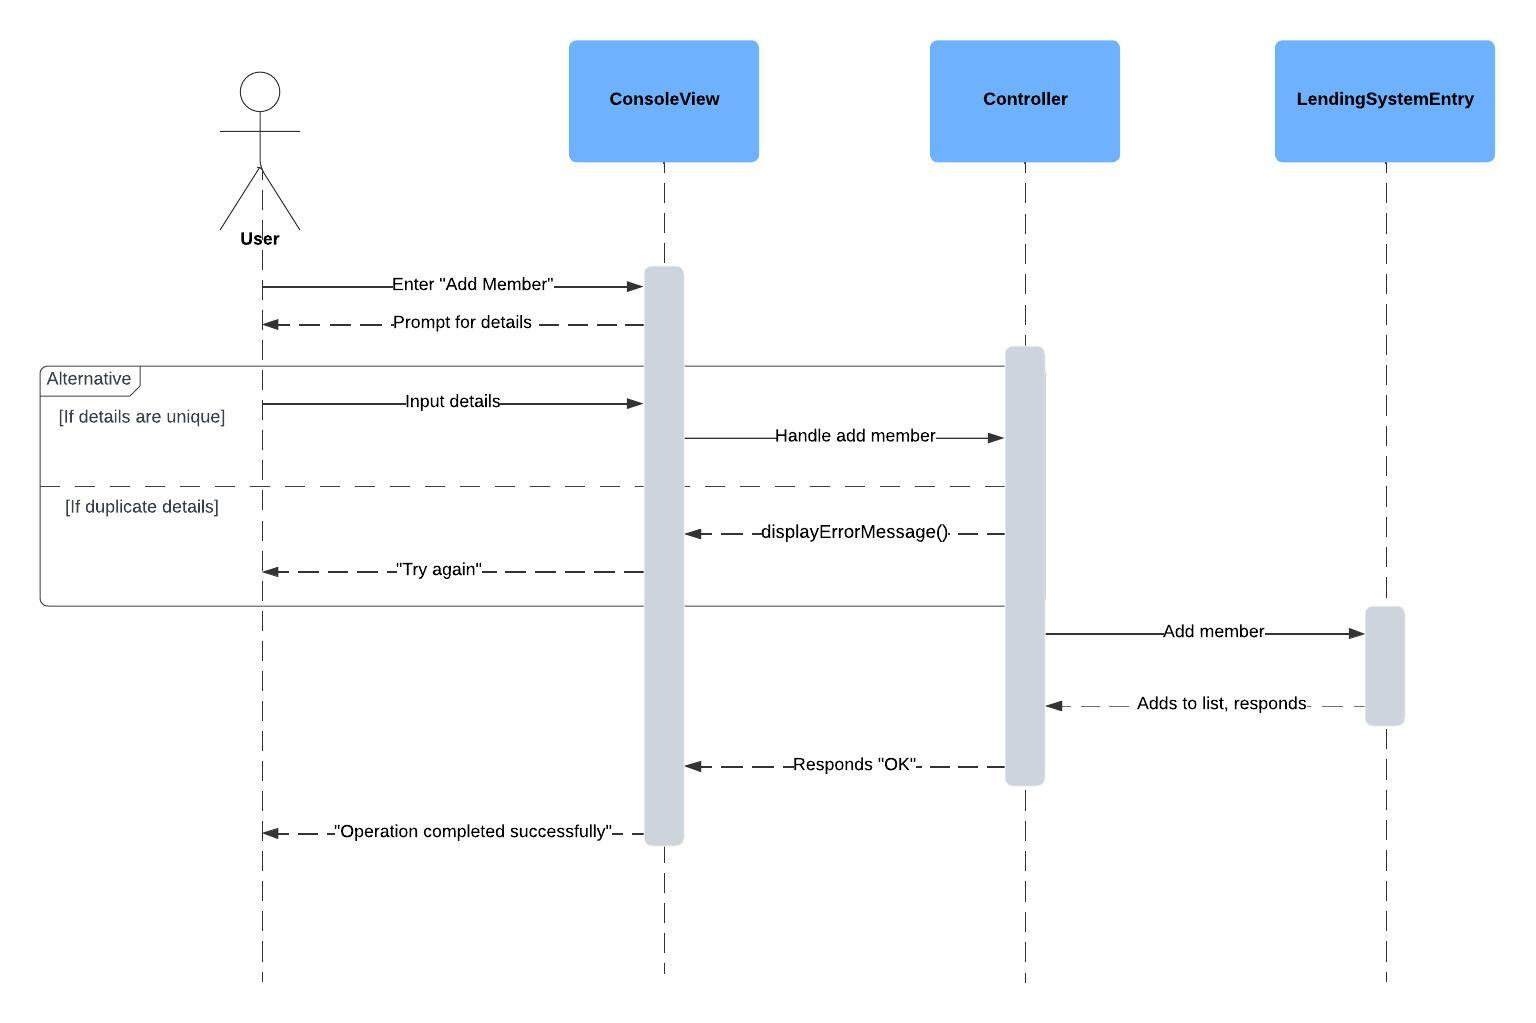 ConsoleView
Controller
LendingSystemEntry
User
Enter "Add Member"
Prompt for details
Alternative
[If details are unique]
Input details
Handle add member
[If duplicate details]
displayErrorMessage()
"Try again"
Add member
Adds to list, responds
Responds "OK"
"Operation completed successfully"